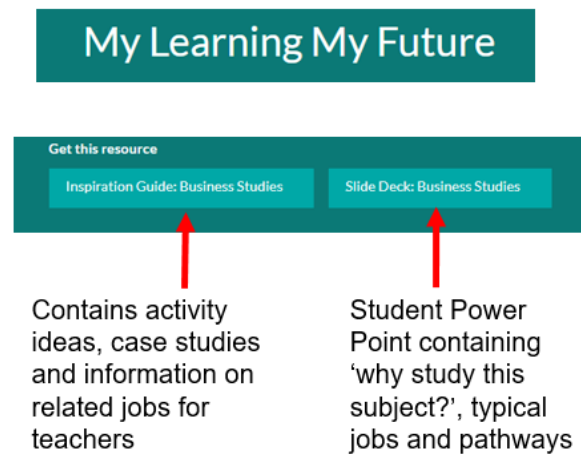 My Learning My Future
Get this resource
Inspiration Guide: Business Studies
Slide Deck: Business Studies
Contains activity
ideas, case studies
and information on
related jobs for
teachers
Student Power
Point containing
‘why study this
subject?’, typical
jobs and pathways